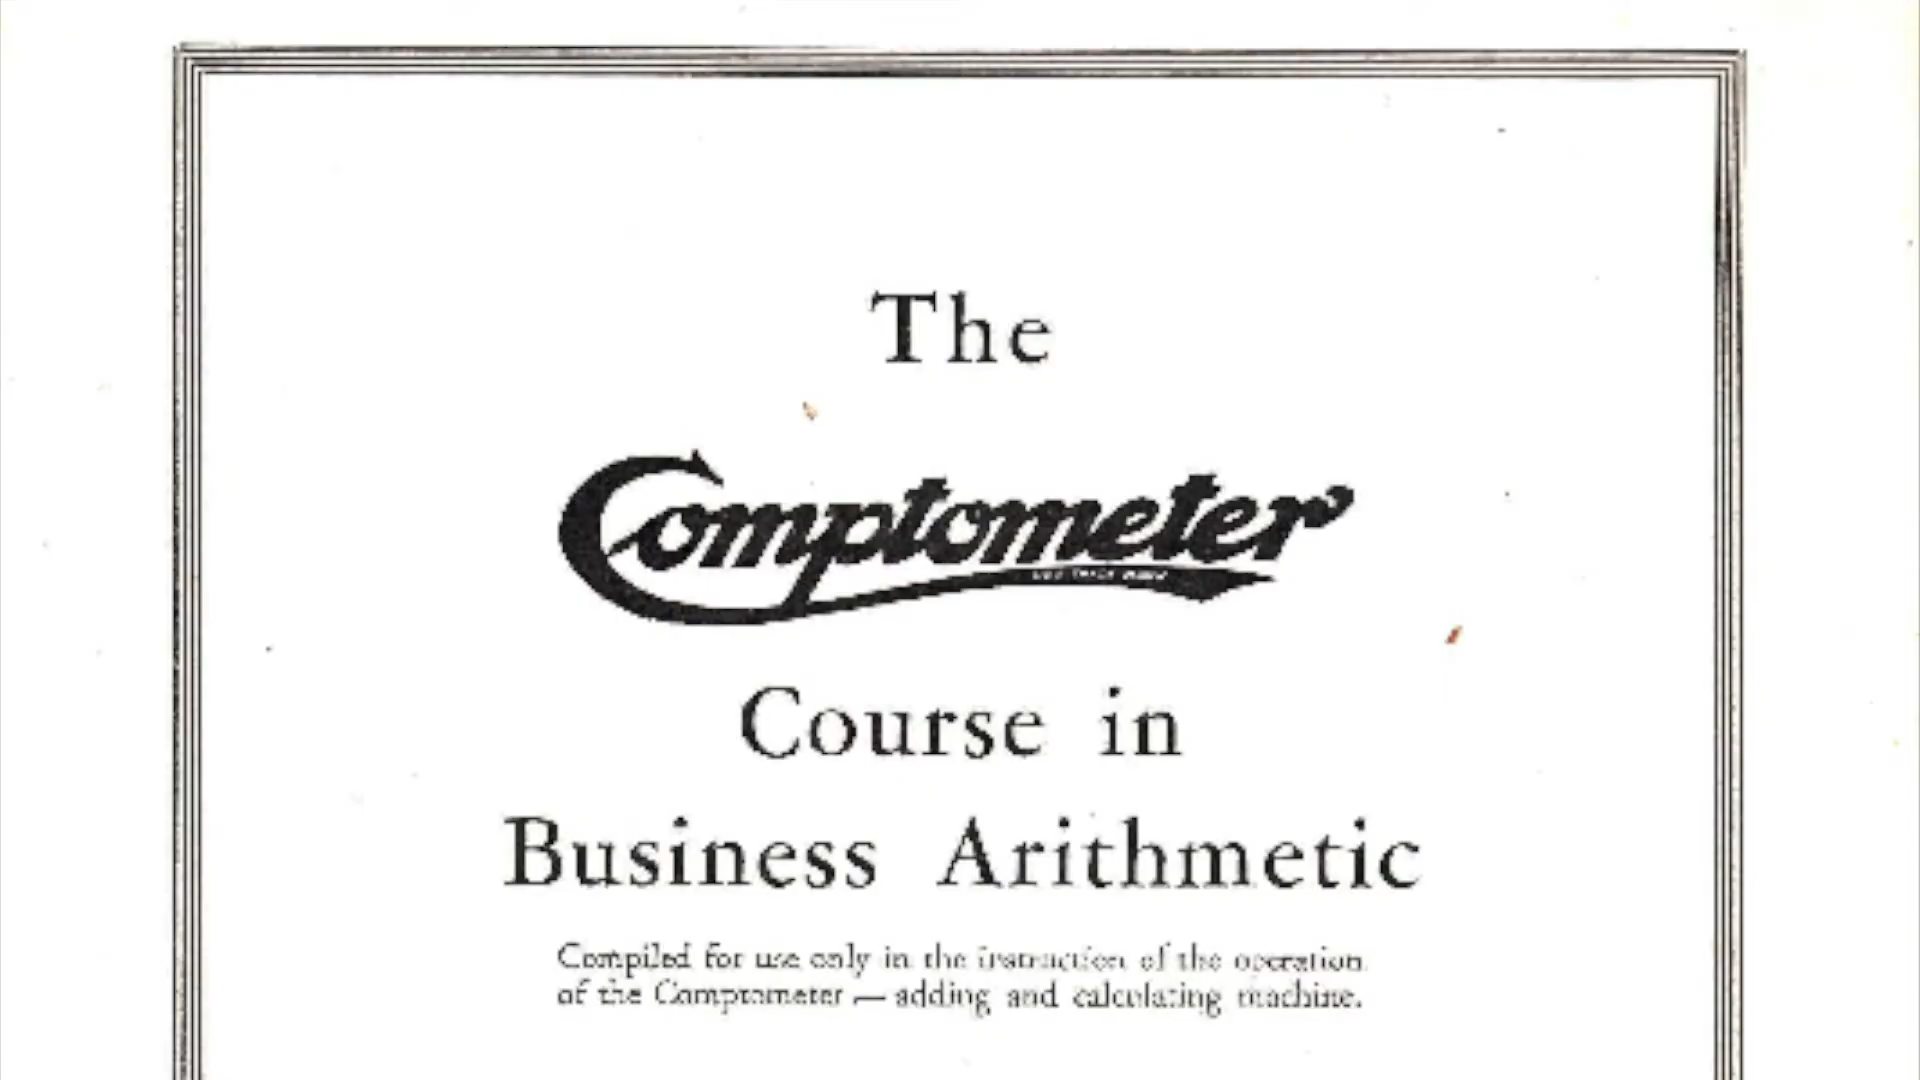 The
Comptometer
Course in
Business Arithmetic
Compiled for use only in the instruction of the operation
of the Comptometer — adding and calculating machine.